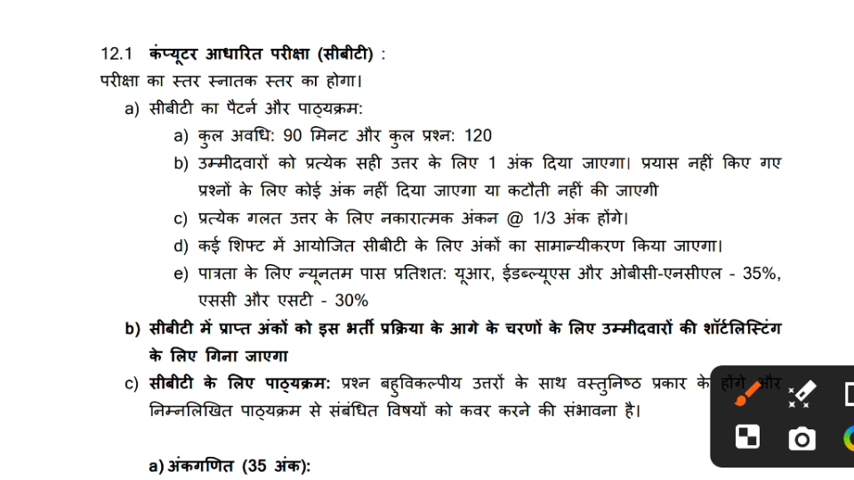 12.1 कंप्यूटर आधारित परीक्षा (सीबीटी) :
परीक्षा का स्तर स्नातक स्तर का होगा।
a) सीबीटी का पैटर्न और पाठ्यक्रम:
a) कुल अवधि: 90 मिनट और कुल प्रश्न: 120
b) उम्मीदवारों को प्रत्येक सही उत्तर के लिए 1 अंक दिया जाएगा। प्रयास नहीं किए गए
प्रश्नों के लिए कोई अंक नहीं दिया जाएगा या कटौती नहीं की जाएगी
c) प्रत्येक गलत उत्तर के लिए नकारात्मक अंकन @ 1/3 अंक होंगे।
d) कई शिफ्ट में आयोजित सीबीटी के लिए अंकों का सामान्यीकरण किया जाएगा।
e) पात्रता के लिए न्यूनतम पास प्रतिशत: यूआर, ईडब्ल्यूएस और ओबीसी-एनसीएल - 35%,
एससी और एसटी - 30%
b) सीबीटी में प्राप्त अंकों को इस भर्ती प्रक्रिया के आगे के चरणों के लिए उम्मीदवारों की शॉर्टलिस्टिंग
के लिए गिना जाएगा
c) सीबीटी के लिए पाठ्यक्रम: प्रश्न बहुविकल्पीय उत्तरों के साथ वस्तुनिष्ठ प्रकार के होंगे और
निम्नलिखित पाठ्यक्रम से संबंधित विषयों को कवर करने की संभावना है।
a) अंकगणित (35 अंक):